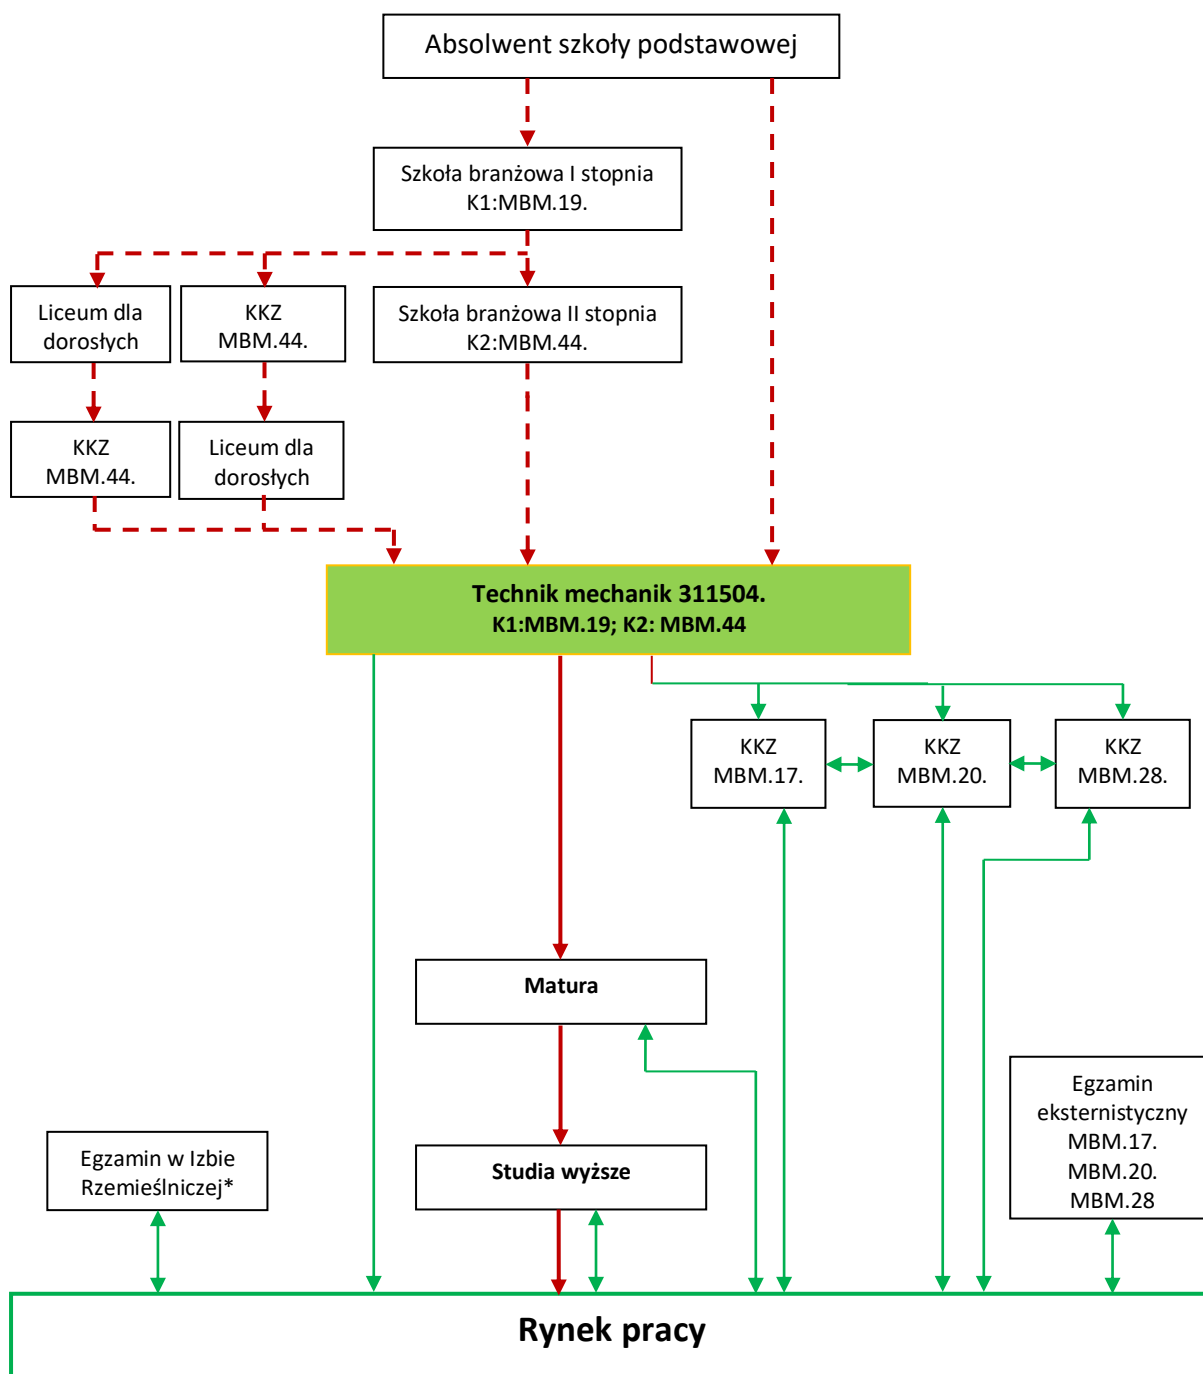 Absolwent szkoły podstawowej
Szkoła branżowa I stopnia
K1:MBM.19.
Liceum dla
dorosłych
KKZ
MBM.44.
Szkoła branżowa II stopnia
K2:MBM.44.
KKZ
MBM.44.
Liceum dla
dorosłych
Technik mechanik 311504.
K1:MBM.19; K2: MBM.44
KKZ
MBM.17.
KKZ
MBM.20.
KKZ
MBM.28.
Matura
Egzamin
eksternistyczny
MBM.17.
MBM.20.
MBM.28
Egzamin w Izbie
Rzemieślniczej*
Studia wyższe
Rynek pracy